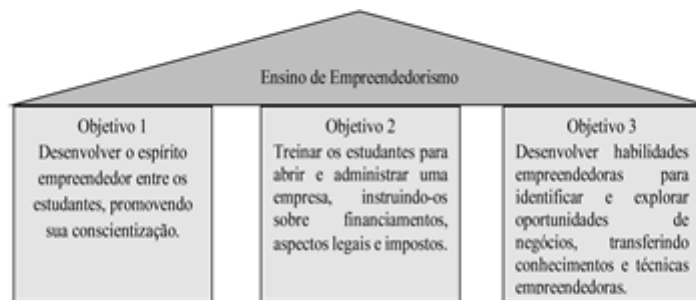 Ensino de Empreendedorismo
Objetivo 1
Desenvolver o espírito
empreendedor entre os
estudantes, promovendo
sua conscientização.
Objetivo 2
Treinar os estudantes para
abrir e administrar uma
empresa, instruindo-os
sobre financiamentos,
aspectos legais e impostos.
Objetivo 3
Desenvolver habilidades
empreendedoras para
identificar e explorar
oportunidades de
negócios, transferindo
conhecimentos e técnicas
empreendedoras.